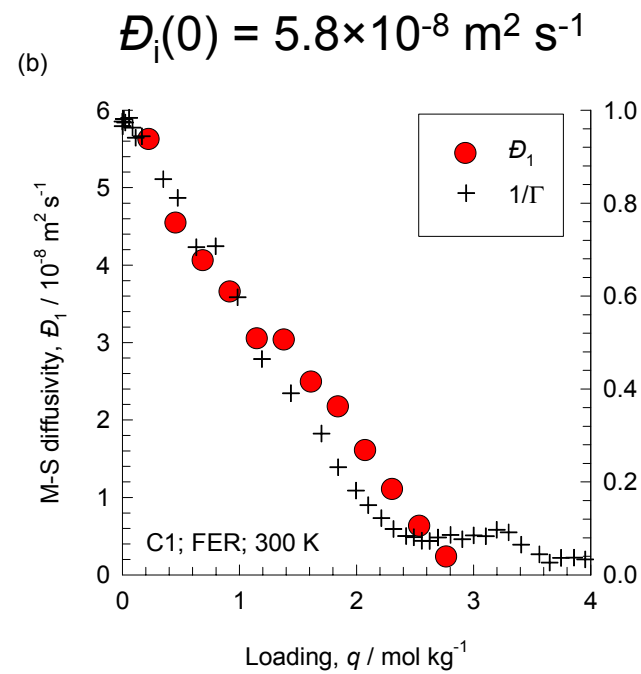 Đᵢ(0) = 5.8×10⁻⁸ m² s⁻¹
(b)
M-S diffusivity, Đ₁ / 10⁻⁸ m² s⁻¹
6
5
4
3
2
1
0
1.0
0.8
0.6
0.4
0.2
0.0
Đ₁
1/Γ
C1; FER; 300 K
0 1 2 3 4
Loading, q / mol kg⁻¹